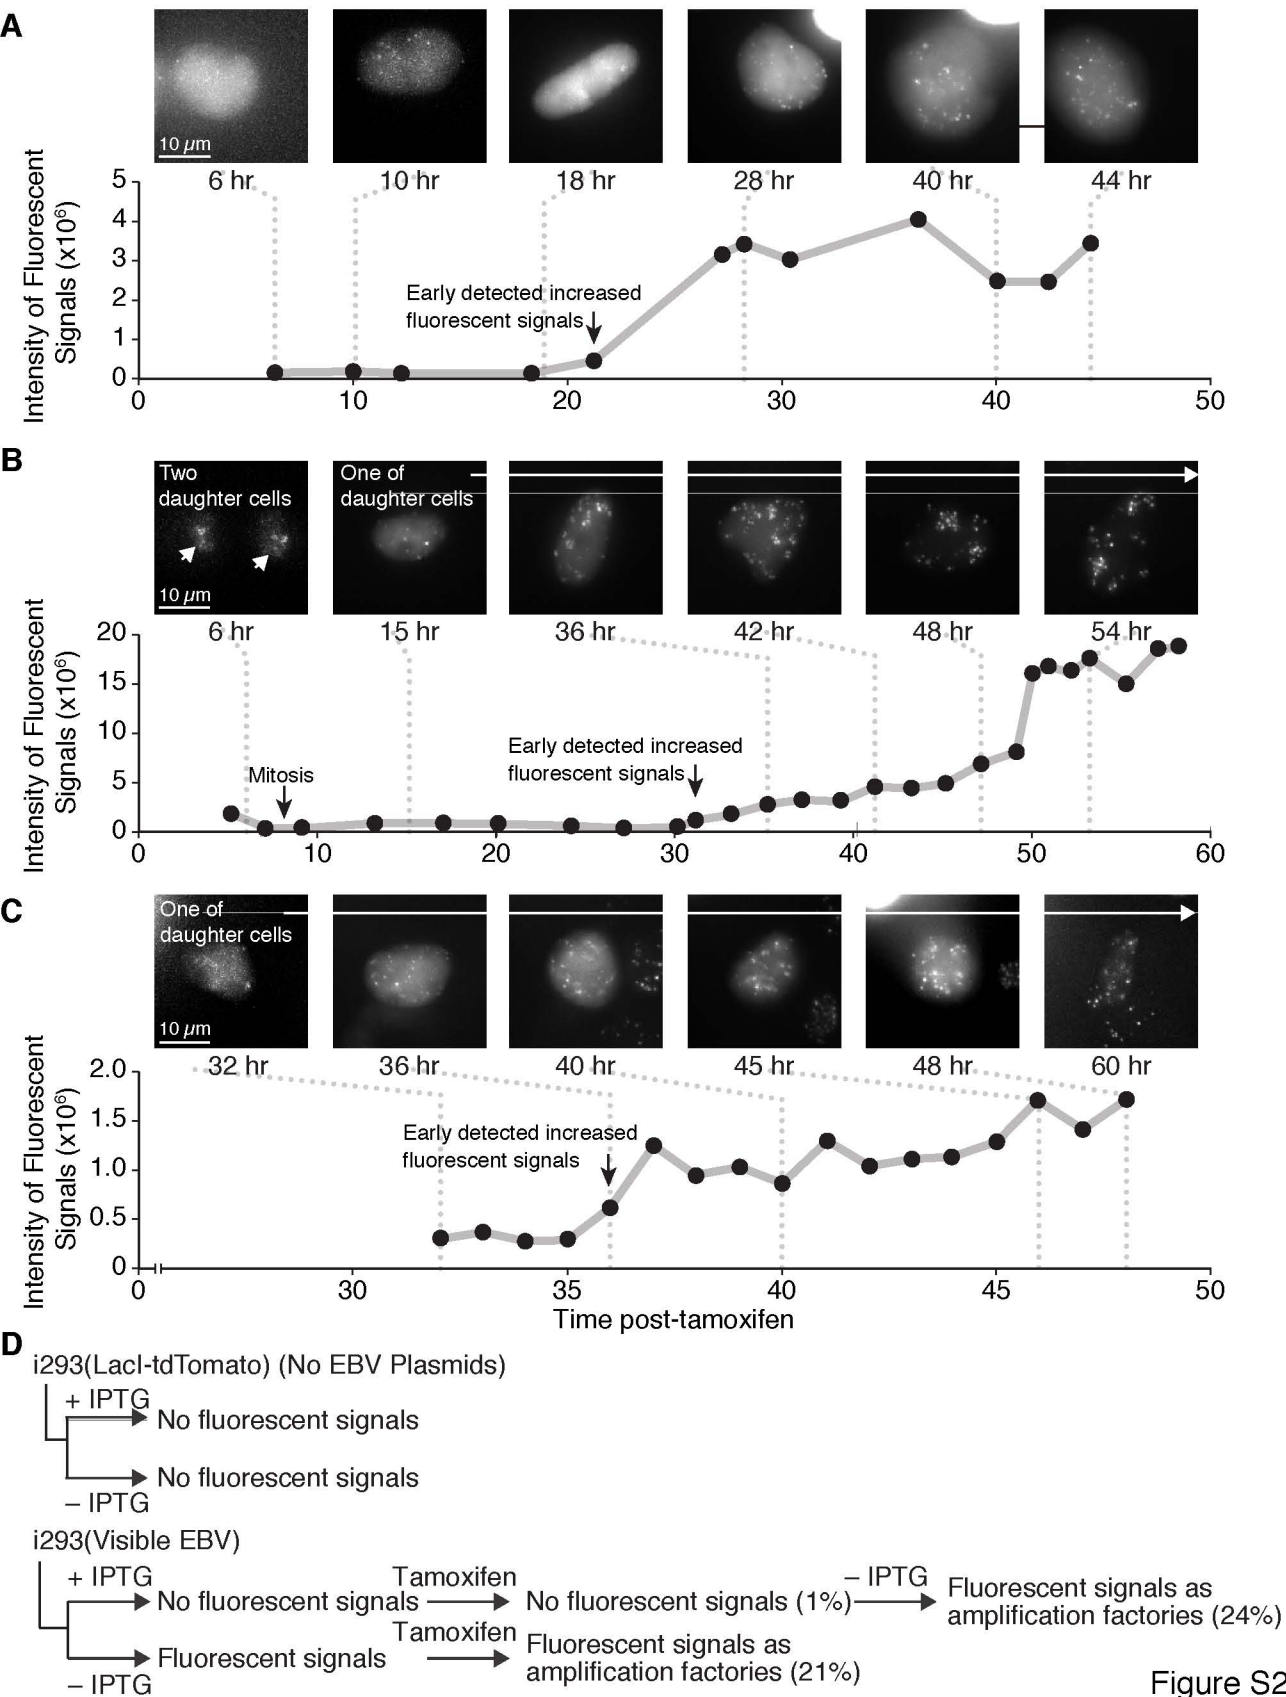 A
10 µm
6 hr 10 hr 18 hr 28 hr 40 hr 44 hr
Intensity of Fluorescent
Signals (x10⁶)
5
4
3
2
1
0
Early detected increased
fluorescent signals
0 10 20 30 40 50
B
Two
daughter cells
One of
daughter cells
10 µm
6 hr 15 hr 36 hr 42 hr 48 hr 54 hr
Intensity of Fluorescent
Signals (x10⁶)
20
15
10
5
0
Mitosis
Early detected increased
fluorescent signals
0 10 20 30 40 50 60
C
One of
daughter cells
10 µm
32 hr 36 hr 40 hr 45 hr 48 hr 60 hr
Intensity of Fluorescent
Signals (x10⁶)
2.0
1.5
1.0
0.5
0
Early detected increased
fluorescent signals
0 30 35 40 45 50
Time post-tamoxifen
D
i293(LacI-tdTomato) (No EBV Plasmids)
+ IPTG
No fluorescent signals
No fluorescent signals
– IPTG
i293(Visible EBV)
+ IPTG Tamoxifen – IPTG
No fluorescent signals No fluorescent signals (1%) Fluorescent signals as
amplification factories (24%)
Tamoxifen
Fluorescent signals Fluorescent signals as
amplification factories (21%)
– IPTG
Figure S2